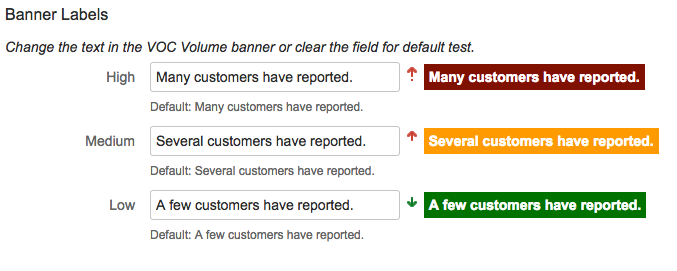 Banner Labels
Change the text in the VOC Volume banner or clear the field for default test.
High Many customers have reported. Many customers have reported.
Default: Many customers have reported.
Medium Several customers have reported. Several customers have reported.
Default: Several customers have reported.
Low A few customers have reported. A few customers have reported.
Default: A few customers have reported.